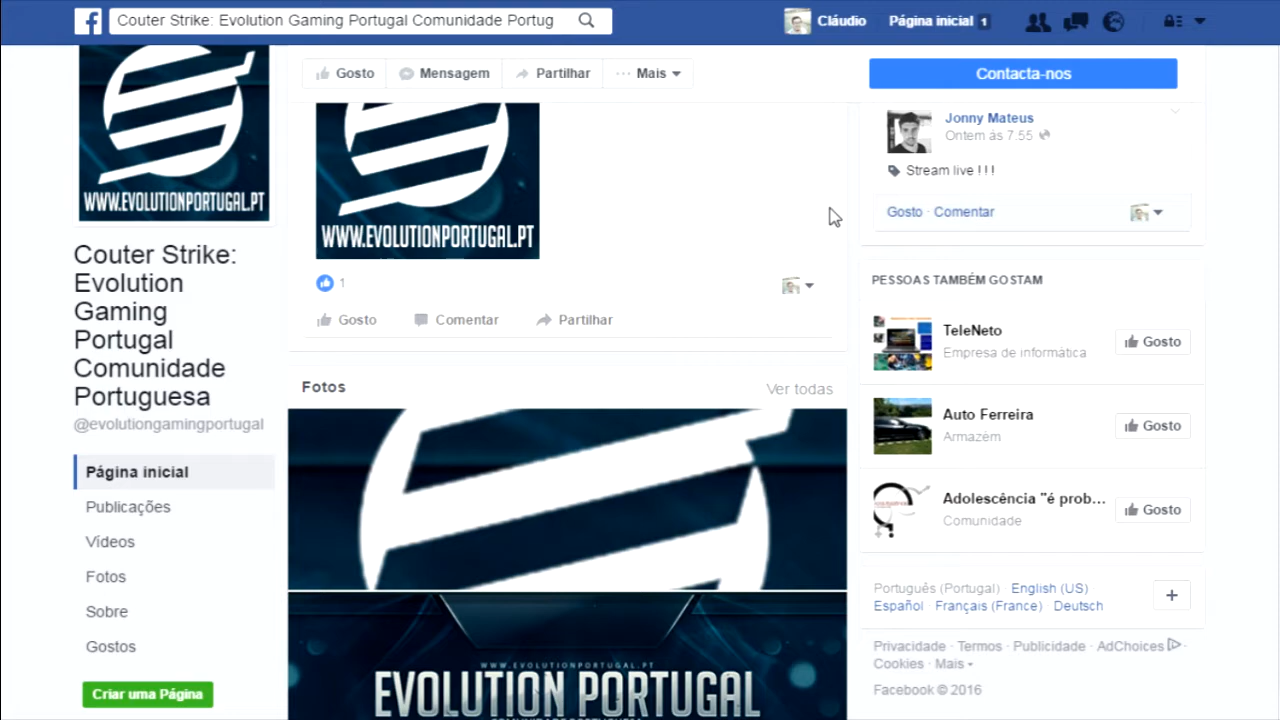 Couter Strike: Evolution Gaming Portugal Comunidade Portug
Cláudio
Página inicial 1
WWW.EVOLUTIONPORTUGAL.PT
Couter Strike:
Evolution
Gaming
Portugal
Comunidade
Portuguesa
@evolutiongamingportugal
Página inicial
Publicações
Vídeos
Fotos
Sobre
Gostos
Criar uma Página
Gosto
Mensagem
Partilhar
Mais
WWW.EVOLUTIONPORTUGAL.PT
1
Gosto
Comentar
Partilhar
Fotos
Ver todas
WWW.EVOLUTIONPORTUGAL.PT
EVOLUTION PORTUGAL
COMUNIDADE PORTUGUESA
Contacta-nos
Jonny Mateus
Ontem ás 7.55
Stream live ! ! !
Gosto · Comentar
PESSOAS TAMBÉM GOSTAM
TeleNeto
Empresa de informática
Gosto
Auto Ferreira
Armazém
Gosto
Adolescência "é prob...
Comunidade
Gosto
Português (Portugal) English (US)
Español Français (France) Deutsch
Privacidade · Termos · Publicidade · AdChoices ·
Cookies · Mais
Facebook © 2016